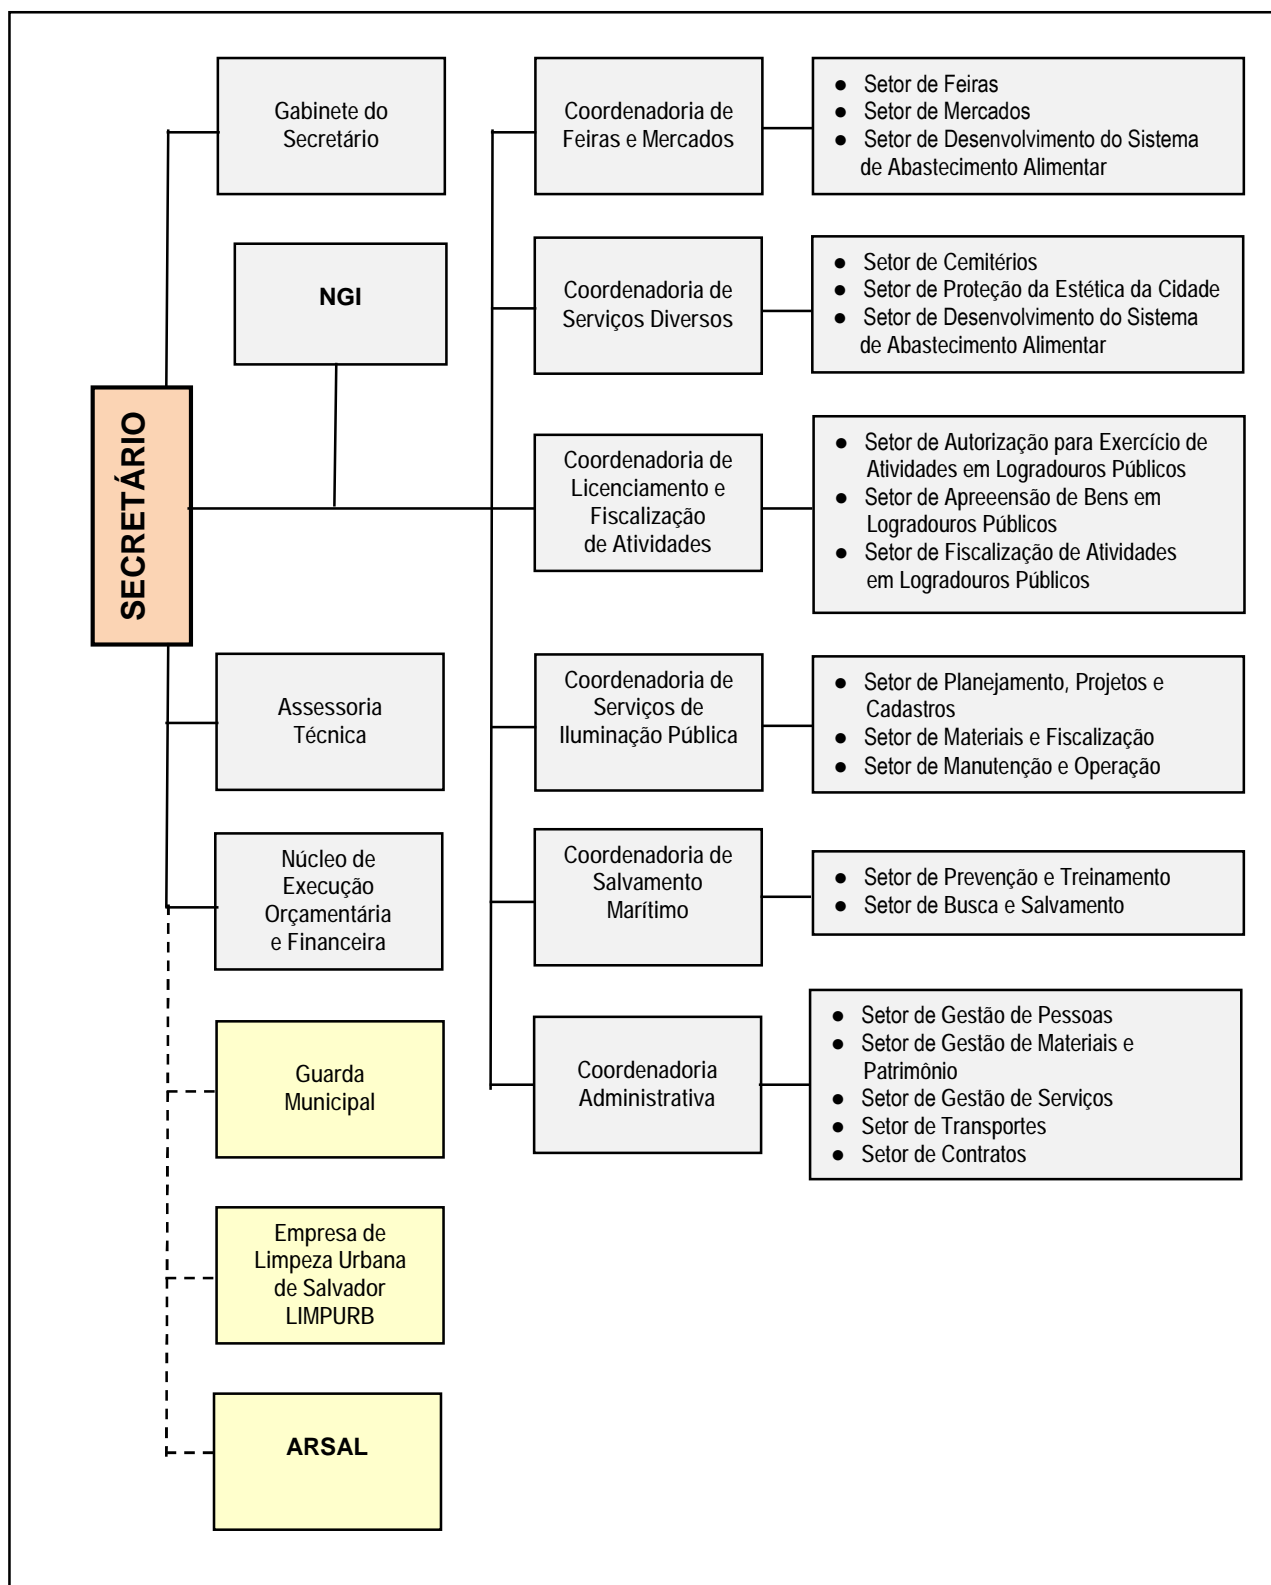 Gabinete do
Secretário
NGI
SECRETÁRIO
Assessoria
Técnica
Núcleo de
Execução
Orçamentária
e Financeira
Guarda
Municipal
Empresa de
Limpeza Urbana
de Salvador
LIMPURB
ARSAL
Coordenadoria de
Feiras e Mercados
● Setor de Feiras
● Setor de Mercados
● Setor de Desenvolvimento do Sistema
de Abastecimento Alimentar
Coordenadoria de
Serviços Diversos
● Setor de Cemitérios
● Setor de Proteção da Estética da Cidade
● Setor de Desenvolvimento do Sistema
de Abastecimento Alimentar
Coordenadoria de
Licenciamento e
Fiscalização
de Atividades
● Setor de Autorização para Exercício de
Atividades em Logradouros Públicos
● Setor de Apreeensão de Bens em
Logradouros Públicos
● Setor de Fiscalização de Atividades
em Logradouros Públicos
Coordenadoria de
Serviços de
Iluminação Pública
● Setor de Planejamento, Projetos e
Cadastros
● Setor de Materiais e Fiscalização
● Setor de Manutenção e Operação
Coordenadoria de
Salvamento
Marítimo
● Setor de Prevenção e Treinamento
● Setor de Busca e Salvamento
Coordenadoria
Administrativa
● Setor de Gestão de Pessoas
● Setor de Gestão de Materiais e
Patrimônio
● Setor de Gestão de Serviços
● Setor de Transportes
● Setor de Contratos